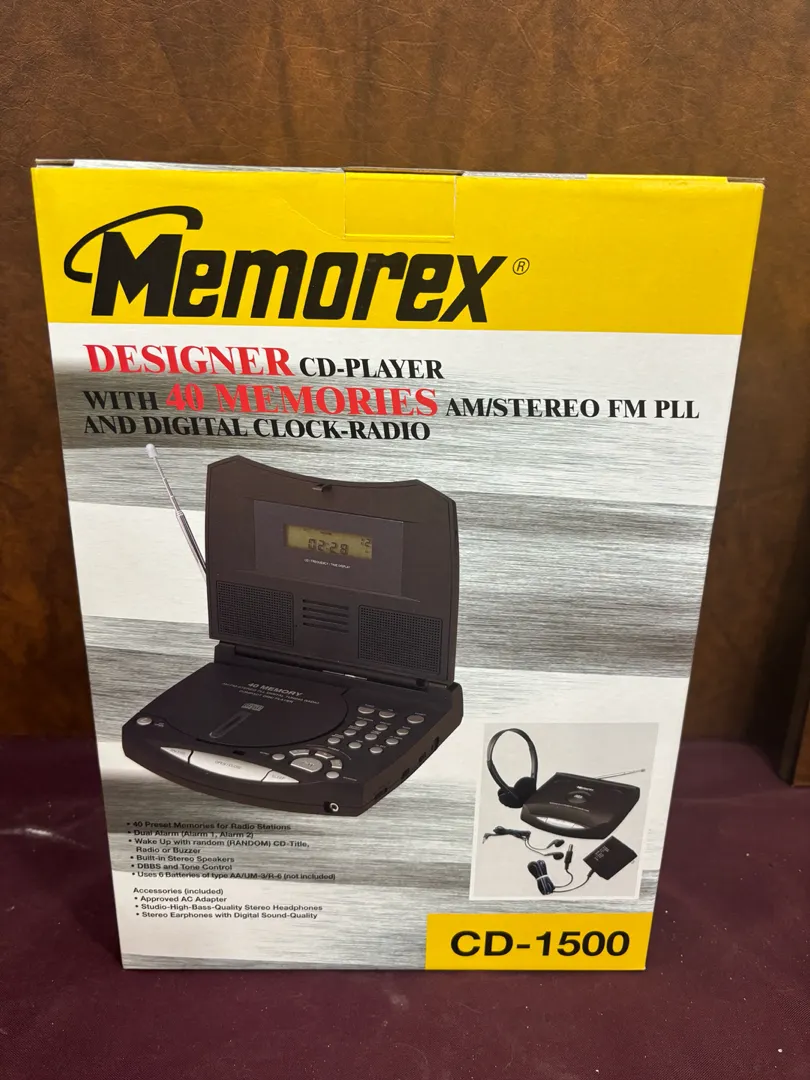 Memorex®
DESIGNER CD-PLAYER
WITH 40 MEMORIES AM/STEREO FM PLL
AND DIGITAL CLOCK-RADIO
02:28
40 MEMORY
• 40 Preset Memories for Radio Stations
• Dual Alarm (Alarm 1, Alarm 2)
• Wake Up with random (RANDOM) CD-Title,
Radio or Buzzer
• Built-in Stereo Speakers
• DBBS and Tone Control
• Uses 6 Batteries of type AA/UM-3/R-6 (not included)
Accessories (included)
• Approved AC Adapter
• Studio-High-Bass-Quality Stereo Headphones
• Stereo Earphones with Digital Sound-Quality
CD-1500